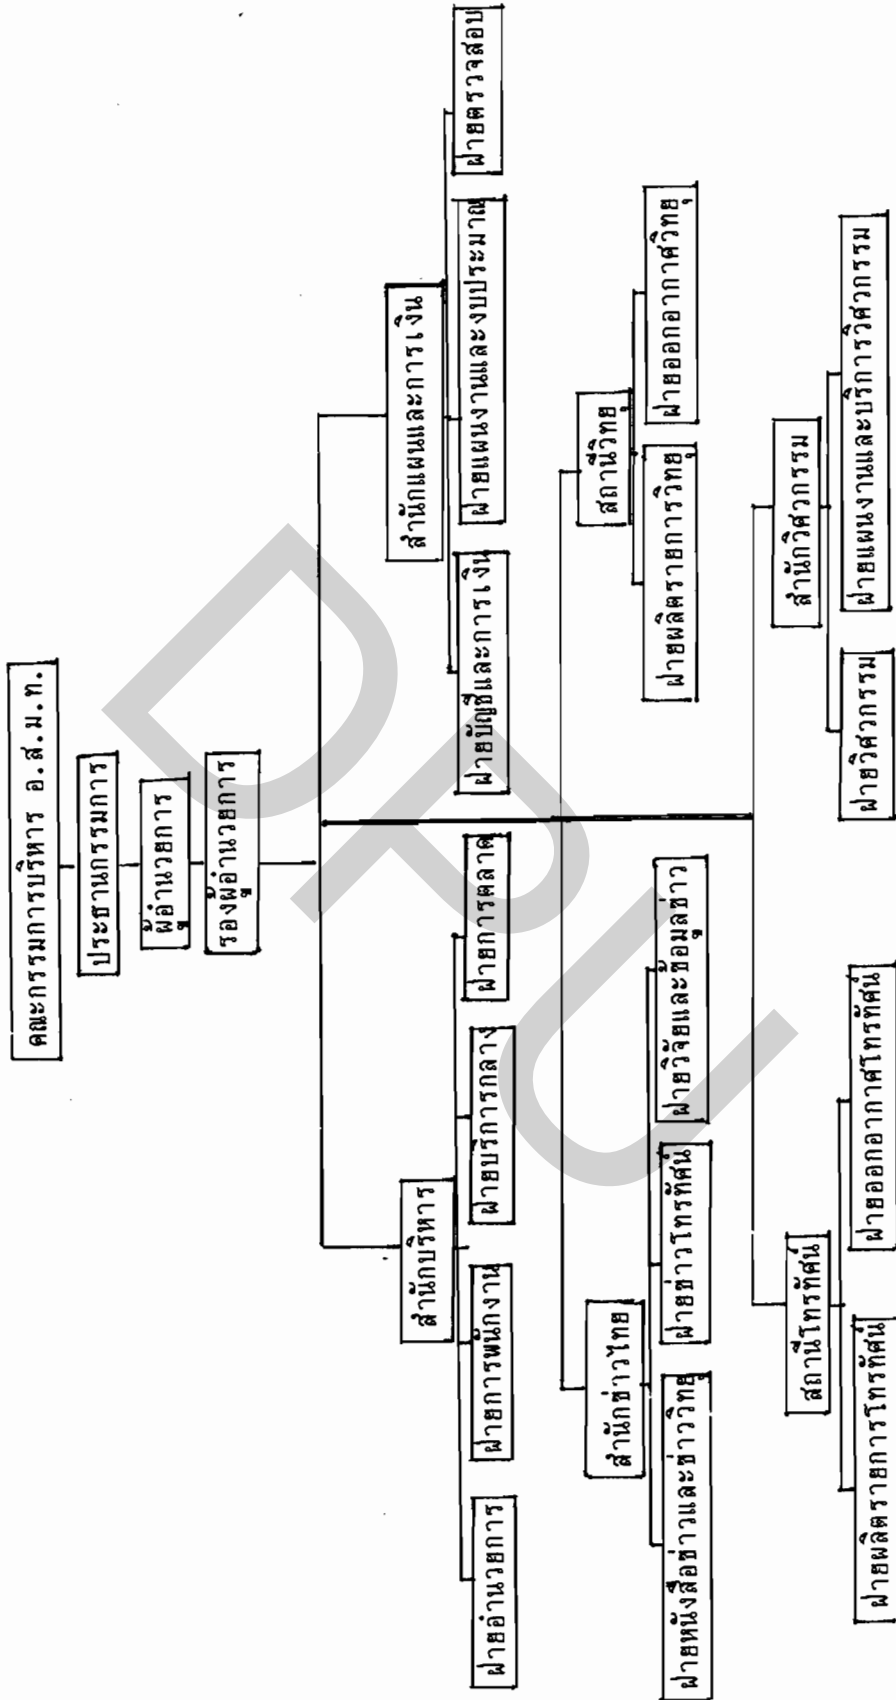 คณะกรรมการบริหาร อ.ส.ม.ท.
ประธานกรรมการ
ผู้อำนวยการ
รองผู้อำนวยการ
สำนักบริหาร
สำนักแผนและการเงิน
ฝ่ายอำนวยการ
ฝ่ายการพนักงาน
ฝ่ายบริการกลาง
ฝ่ายการตลาด
ฝ่ายบัญชีและการเงิน
ฝ่ายแผนงานและงบประมาณ
ฝ่ายตรวจสอบ
สำนักข่าวไทย
สถานีวิทยุ
ฝ่ายหนังสือข่าวและข่าววิทยุ
ฝ่ายข่าวโทรทัศน์
ฝ่ายวิจัยและข้อมูลข่าว
ฝ่ายผลิตรายการวิทยุ
ฝ่ายออกอากาศวิทยุ
สถานีโทรทัศน์
สำนักวิศวกรรม
ฝ่ายผลิตรายการโทรทัศน์
ฝ่ายออกอากาศโทรทัศน์
ฝ่ายวิศวกรรม
ฝ่ายแผนงานและบริการวิศวกรรม
DPU